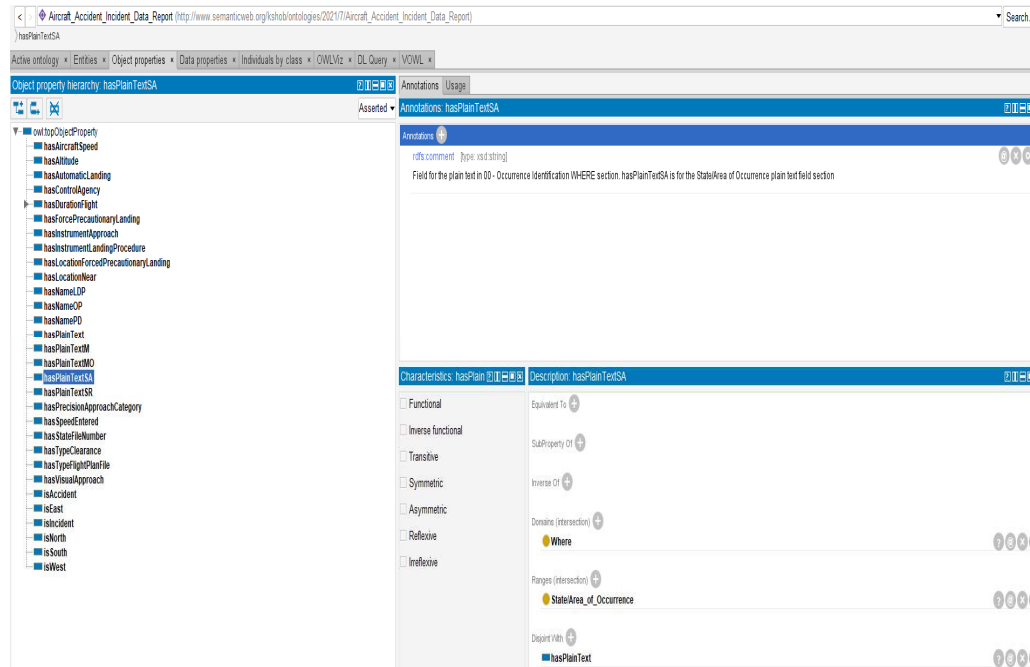 Aircraft_Accident_Incident_Data_Report (http://www.semanticweb.org/kshob/ontologies/2021/7/Aircraft_Accident_Incident_Data_Report)
Search.
hasPlainTextSA
Active ontology × Entities × Object properties × Data properties × Individuals by class × OWLViz × DL Query × VOWL ×
Object property hierarchy: hasPlainTextSA
Asserted
owl:topObjectProperty
hasAircraftSpeed
hasAltitude
hasAutomaticLanding
hasControlAgency
hasDurationFlight
hasForcePrecautionaryLanding
hasInstrumentApproach
hasInstrumentLandingProcedure
hasLocationForcedPrecautionaryLanding
hasLocationNear
hasNameLDP
hasNameOP
hasNamePD
hasPlainText
hasPlainTextM
hasPlainTextMO
hasPlainTextSA
hasPlainTextSR
hasPrecisionApproachCategory
hasSpeedEntered
hasStateFileNumber
hasTypeClearance
hasTypeFlightPlanFile
hasVisualApproach
isAccident
isEast
isIncident
isNorth
isSouth
isWest
Annotations Usage
Annotations: hasPlainTextSA
Annotations
rdfs:comment [type: xsd:string]
Field for the plain text in 00 - Occurrence Identification WHERE section. hasPlainTextSA is for the State/Area of Occurrence plain text field section
Characteristics: hasPlain
Functional
Inverse functional
Transitive
Symmetric
Asymmetric
Reflexive
Irreflexive
Description: hasPlainTextSA
Equivalent To
SubProperty Of
Inverse Of
Domains (intersection)
Where
Ranges (intersection)
State/Area_of_Occurrence
Disjoint With
hasPlainText